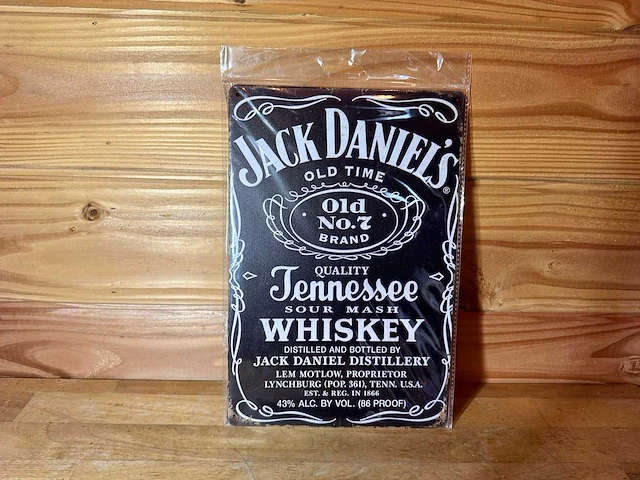 JACK DANIEL'S
®
OLD TIME
Old
No.7
BRAND
QUALITY
Tennessee
SOUR MASH
WHISKEY
DISTILLED AND BOTTLED BY
JACK DANIEL DISTILLERY
LEM MOTLOW, PROPRIETOR
LYNCHBURG (POP. 361), TENN. U.S.A.
EST. & REG. IN 1866
43% ALC. BY VOL. (86 PROOF)